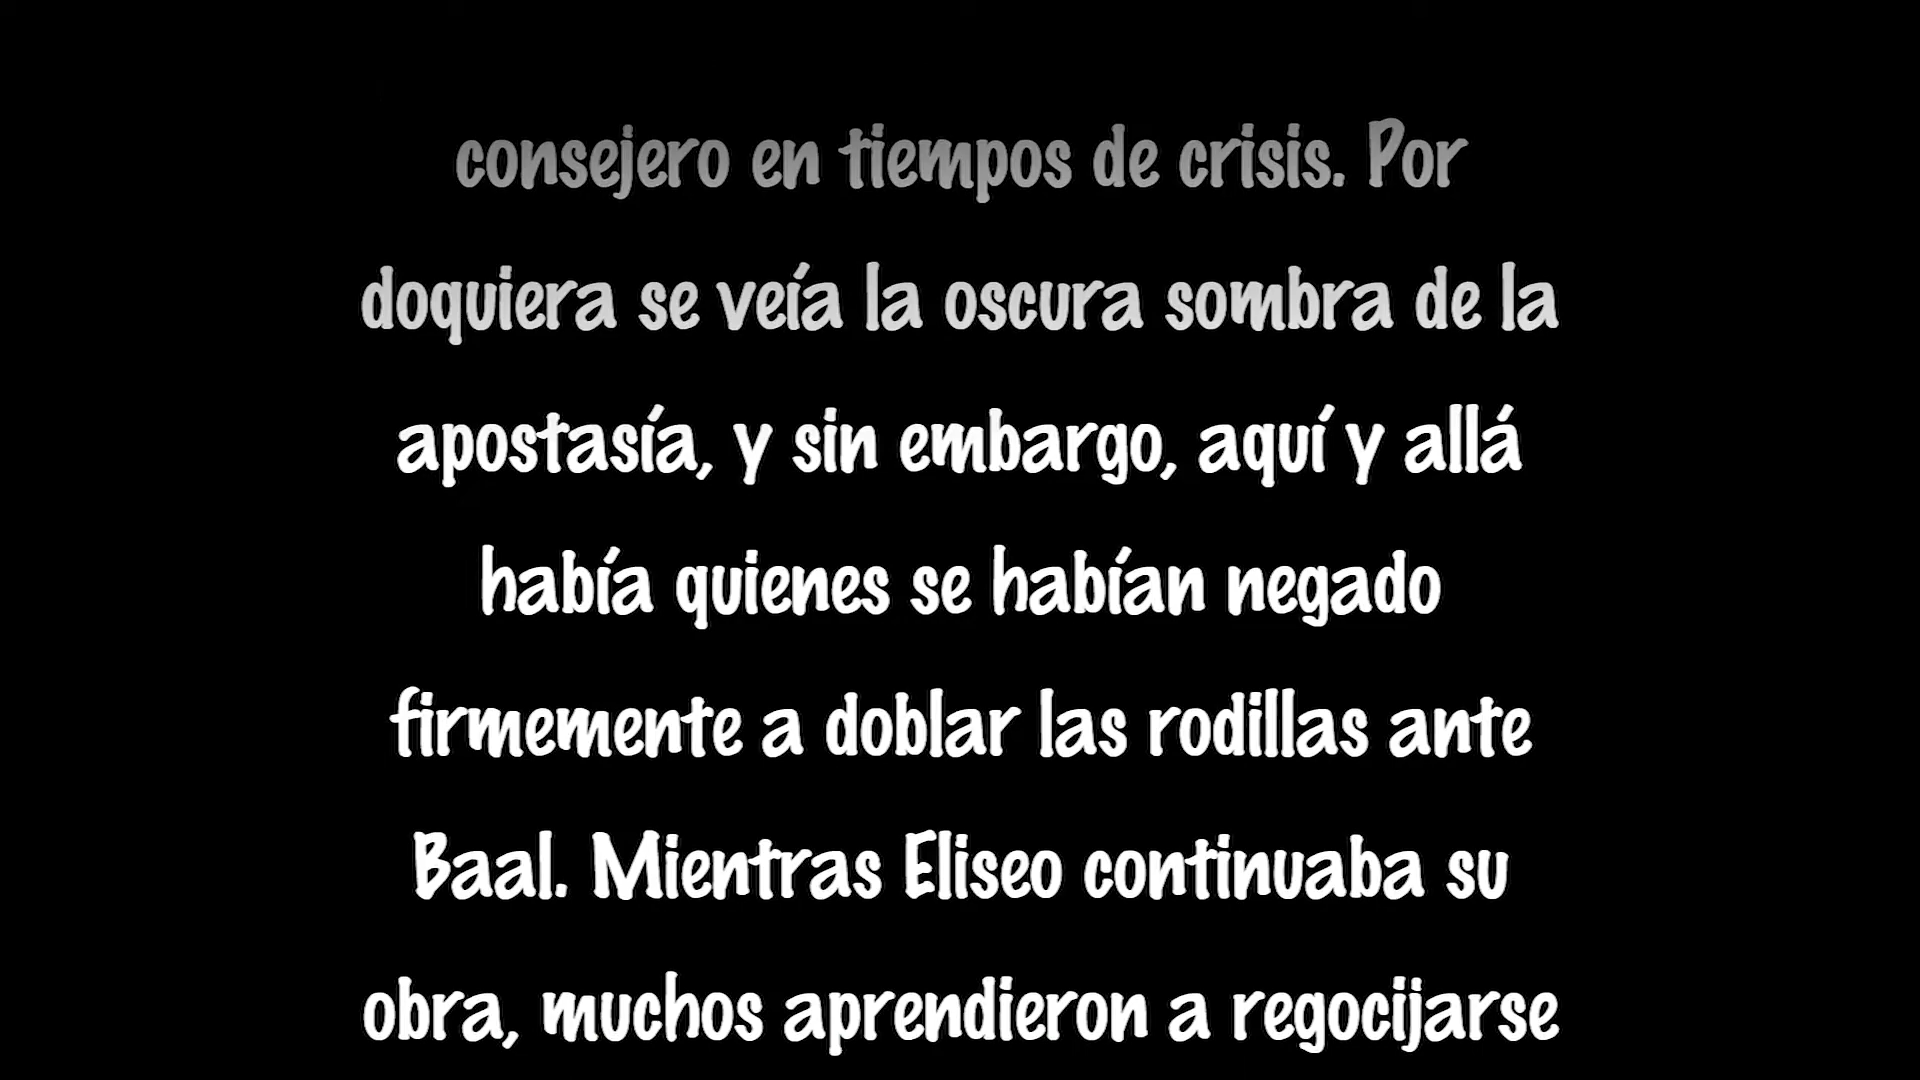 consejero en tiempos de crisis. Por
doquiera se veía la oscura sombra de la
apostasía, y sin embargo, aquí y allá
había quienes se habían negado
firmemente a doblar las rodillas ante
Baal. Mientras Eliseo continuaba su
obra, muchos aprendieron a regocijarse